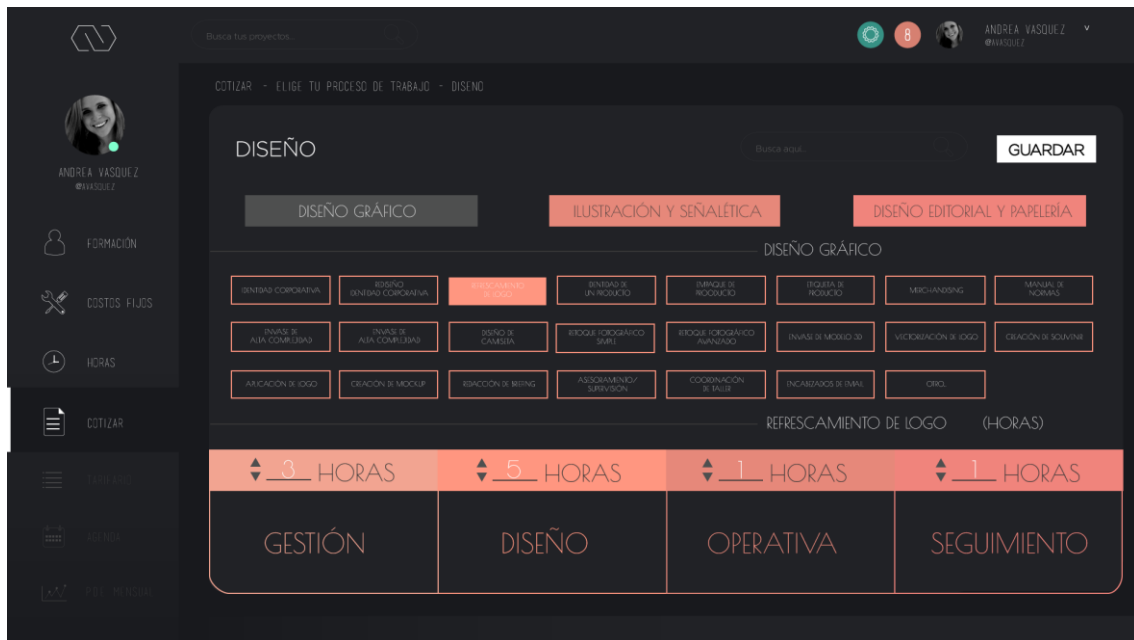 Busca tus proyectos...
8
ANDREA VASQUEZ
@AVASQUEZ
COTIZAR - ELIGE TU PROCESO DE TRABAJO - DISENO
ANDREA VASQUEZ
@AVASQUEZ
FORMACIÓN
COSTOS FIJOS
HORAS
COTIZAR
AGENDA
DISEÑO
Busca aqui...
GUARDAR
DISEÑO GRÁFICO
ILUSTRACIÓN Y SEÑALÉTICA
DISEÑO EDITORIAL Y PAPELERÍA
DISEÑO GRÁFICO
IDENTIDAD CORPORATIVA
REDISEÑO
IDENTIDAD CORPORATIVA
REFRESCAMIENTO
DE LOGO
IDENTIDAD DE
UN PRODUCTO
EMPAQUE DE
ETIQUETA DE
PRODUCTO
MERCHANDISING
MANUAL DE
NORMAS
ENVASE DE
ALTA COMPLEJIDAD
ENVASE DE
ALTA COMPLEJIDAD
DISEÑO DE
CAMISETA
RETOQUE FOTOGRÁFICO
SIMPLE
RETOQUE FOTOGRÁFICO
AVANZADO
ENVASE DE MODELO 3D
VECTORIZACIÓN DE LOGO
CREACIÓN DE SOUVENIR
APLICACIÓN DE LOGO
CREACIÓN DE MOCKUP
REDACCIÓN DE BRIEFING
ASESORAMIENTO/
SUPERVISIÓN
COORDINACIÓN
DE TALLER
ENCABEZADOS DE EMAIL
OTRO...
REFRESCAMIENTO DE LOGO (HORAS)
3 HORAS
5 HORAS
1 HORAS
1 HORAS
GESTIÓN
DISEÑO
OPERATIVA
SEGUIMIENTO